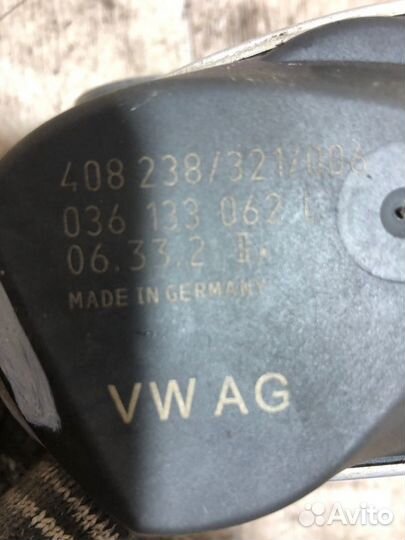 408 238/321/006
036 133 062 L
06.33.2
MADE IN GERMANY
VW AG
Avito